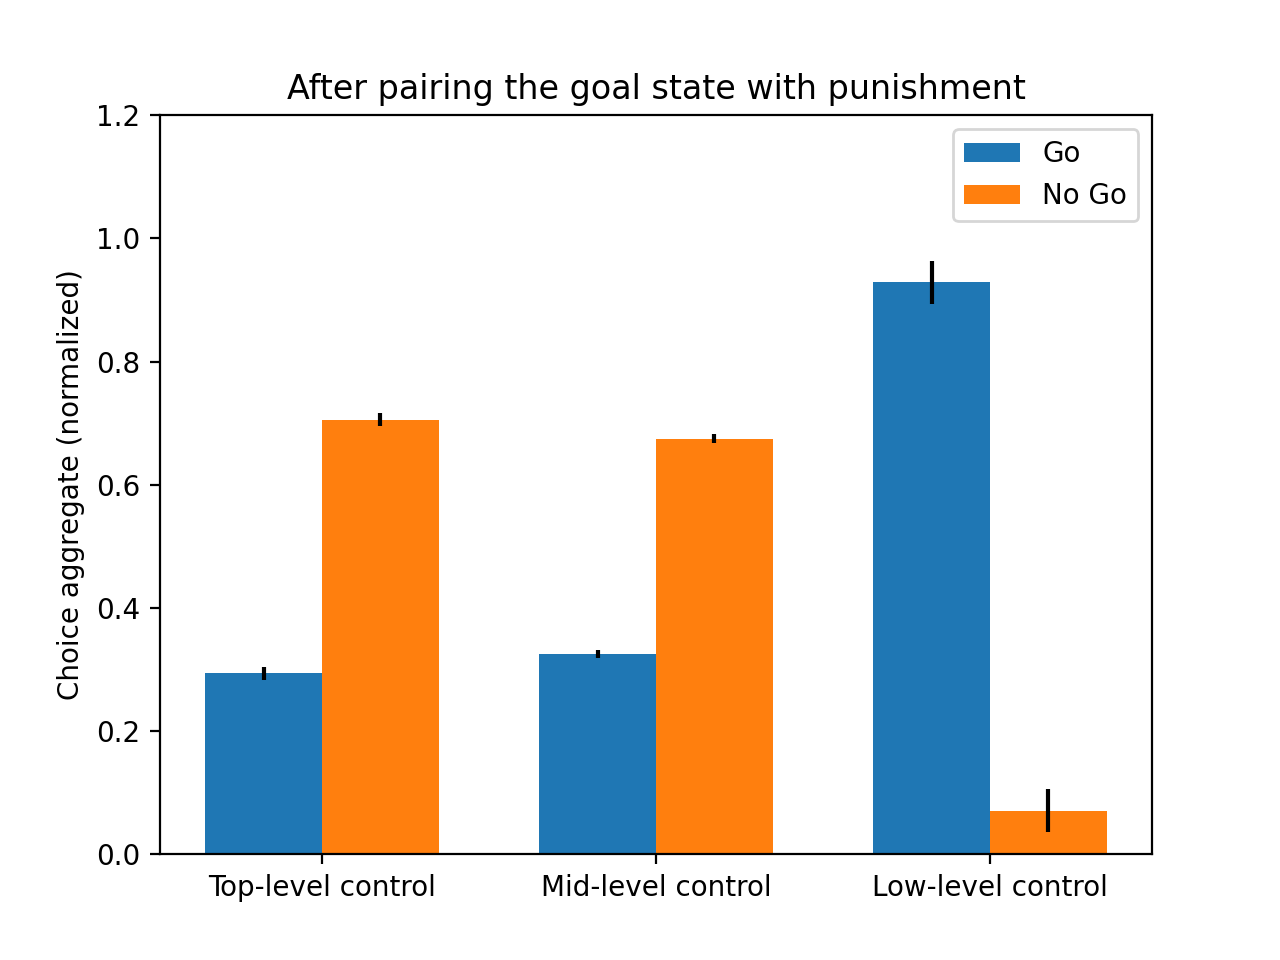 After pairing the goal state with punishment
1.2
1.0
0.8
0.6
0.4
0.2
0.0
Choice aggregate (normalized)
Go
No Go
Top-level control
Mid-level control
Low-level control